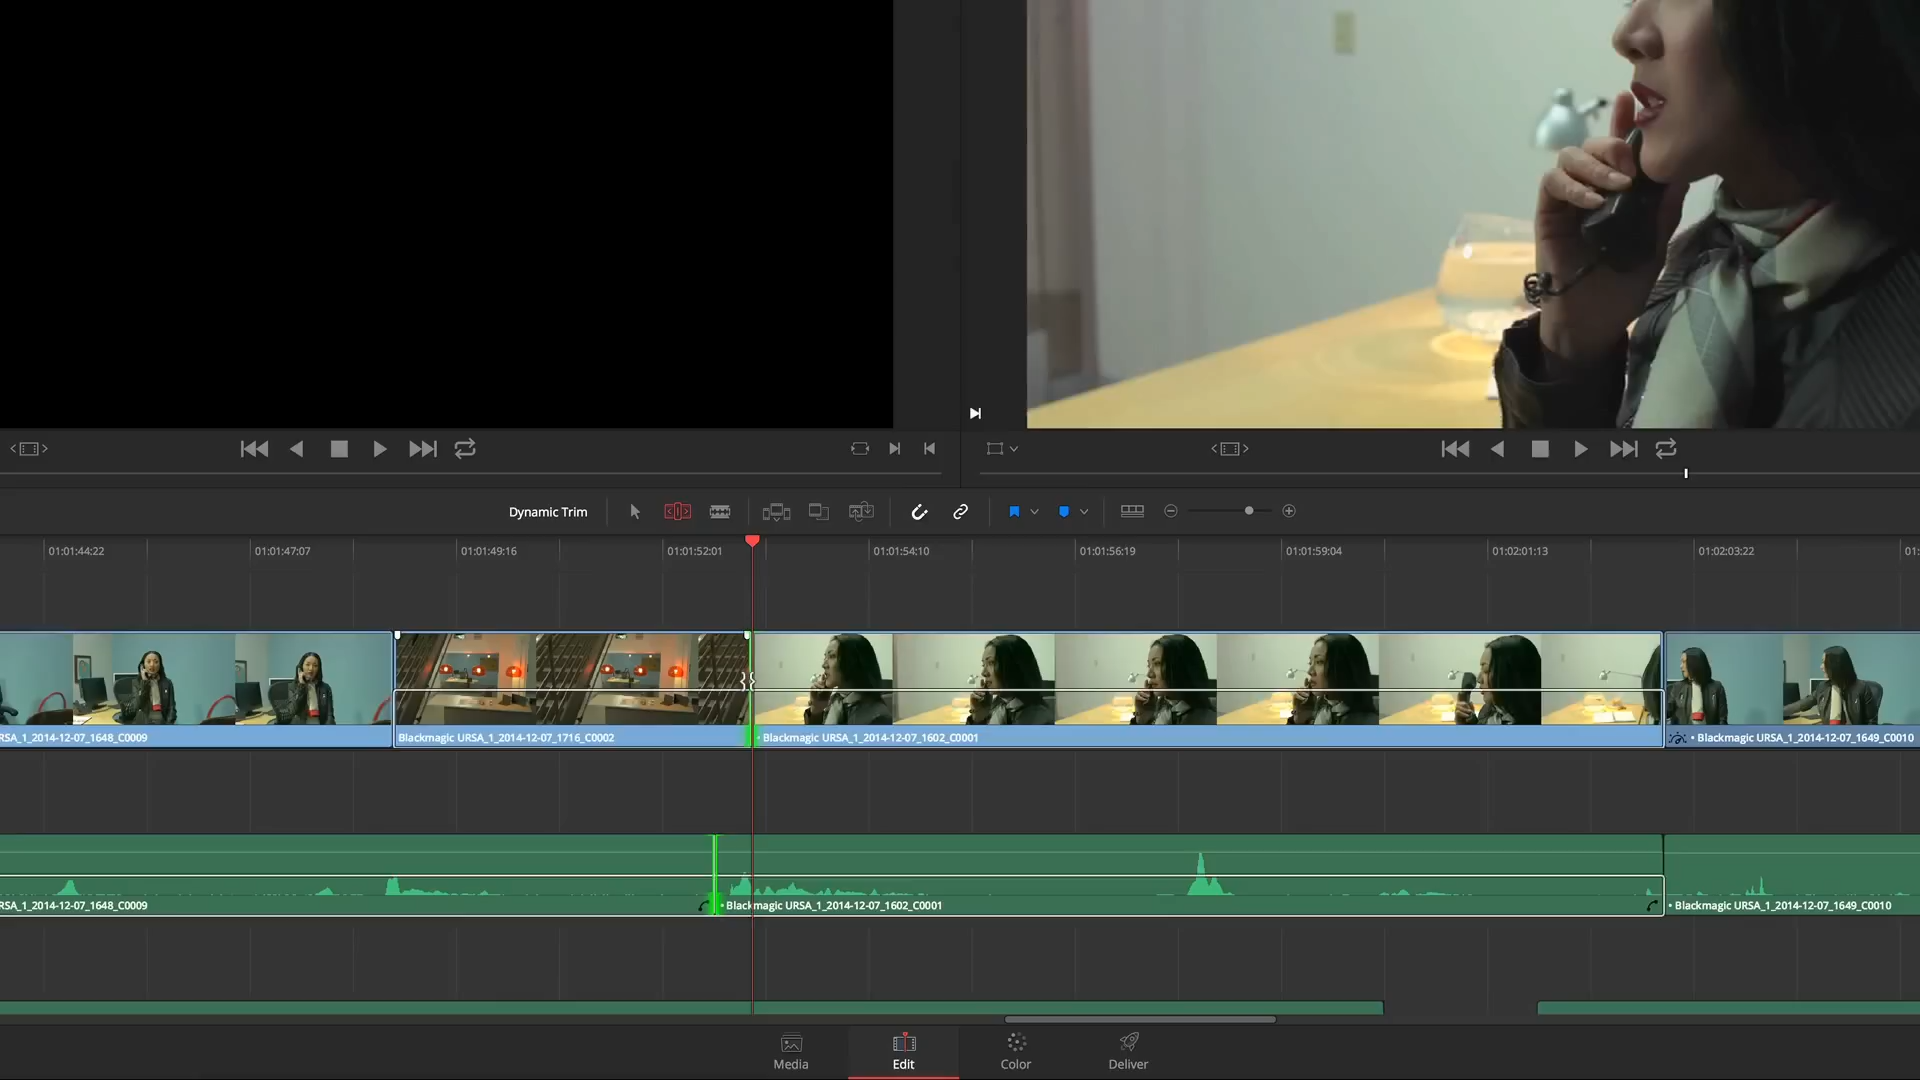 Dynamic Trim
01:01:44:22
01:01:47:07
01:01:49:16
01:01:52:01
01:01:54:10
01:01:56:19
01:01:59:04
01:02:01:13
01:02:03:22
01:
RSA_1_2014-12-07_1648_C0009
Blackmagic URSA_1_2014-12-07_1716_C0002
• Blackmagic URSA_1_2014-12-07_1602_C0001
• Blackmagic URSA_1_2014-12-07_1649_C0010
RSA_1_2014-12-07_1648_C0009
• Blackmagic URSA_1_2014-12-07_1602_C0001
• Blackmagic URSA_1_2014-12-07_1649_C0010
Media
Edit
Color
Deliver